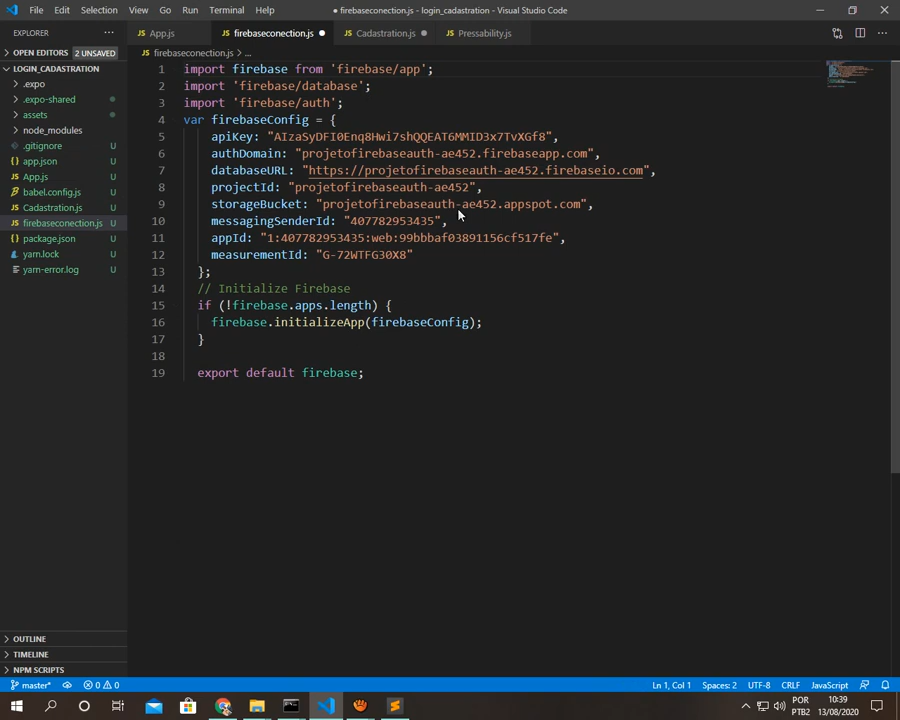 File Edit Selection View Go Run Terminal Help
● firebaseconection.js - login_cadastration - Visual Studio Code
EXPLORER
App.js
firebaseconection.js
Cadastration.js
Pressability.js
OPEN EDITORS 2 UNSAVED
firebaseconection.js > ...
LOGIN_CADASTRATION
.expo
.expo-shared
assets
node_modules
.gitignore U
app.json U
App.js U
babel.config.js U
Cadastration.js U
firebaseconection.js U
package.json U
yarn.lock U
yarn-error.log U
1 import firebase from 'firebase/app';
2 import 'firebase/database';
3 import 'firebase/auth';
4 var firebaseConfig = {
5 apiKey: "AIzaSyDFI0Enq8Hwi7shQQEAT6MMID3x7TvXGf8",
6 authDomain: "projetofirebaseauth-ae452.firebaseapp.com",
7 databaseURL: "https://projetofirebaseauth-ae452.firebaseio.com",
8 projectId: "projetofirebaseauth-ae452",
9 storageBucket: "projetofirebaseauth-ae452.appspot.com",
10 messagingSenderId: "407782953435",
11 appId: "1:407782953435:web:99bbbaf03891156cf517fe",
12 measurementId: "G-72WTFG30X8"
13 };
14 // Initialize Firebase
15 if (!firebase.apps.length) {
16 firebase.initializeApp(firebaseConfig);
17 }
18
19 export default firebase;
OUTLINE
TIMELINE
NPM SCRIPTS
master* 0 0
Ln 1, Col 1 Spaces: 2 UTF-8 CRLF JavaScript
POR
PTB2
10:39
13/08/2020